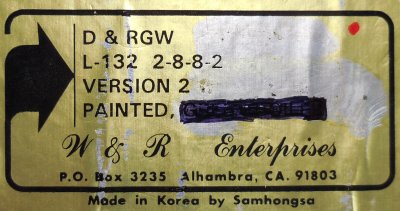 D & RGW
L-132 2-8-8-2
VERSION 2
PAINTED,
W & R Enterprises
P.O. Box 3235 Alhambra, CA. 91803
Made in Korea by Samhongsa